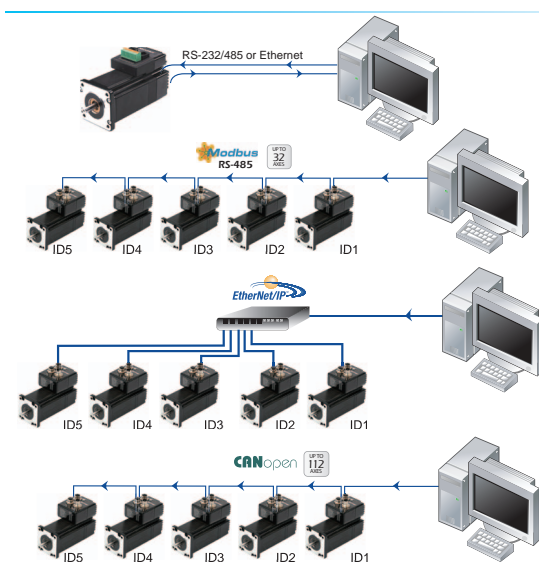 RS-232/485 or Ethernet
Modbus
RS-485
UP TO
32
AXES
ID5
ID4
ID3
ID2
ID1
EtherNet/IP
ID5
ID4
ID3
ID2
ID1
CANopen
UP TO
112
AXES
ID5
ID4
ID3
ID2
ID1